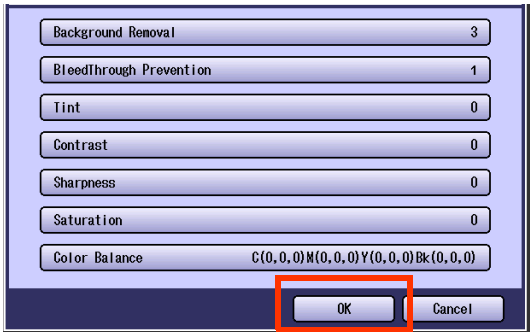 Background Removal 3
BleedThrough Prevention 1
Tint 0
Contrast 0
Sharpness 0
Saturation 0
Color Balance C(0,0,0)M(0,0,0)Y(0,0,0)Bk(0,0,0)
OK Cancel